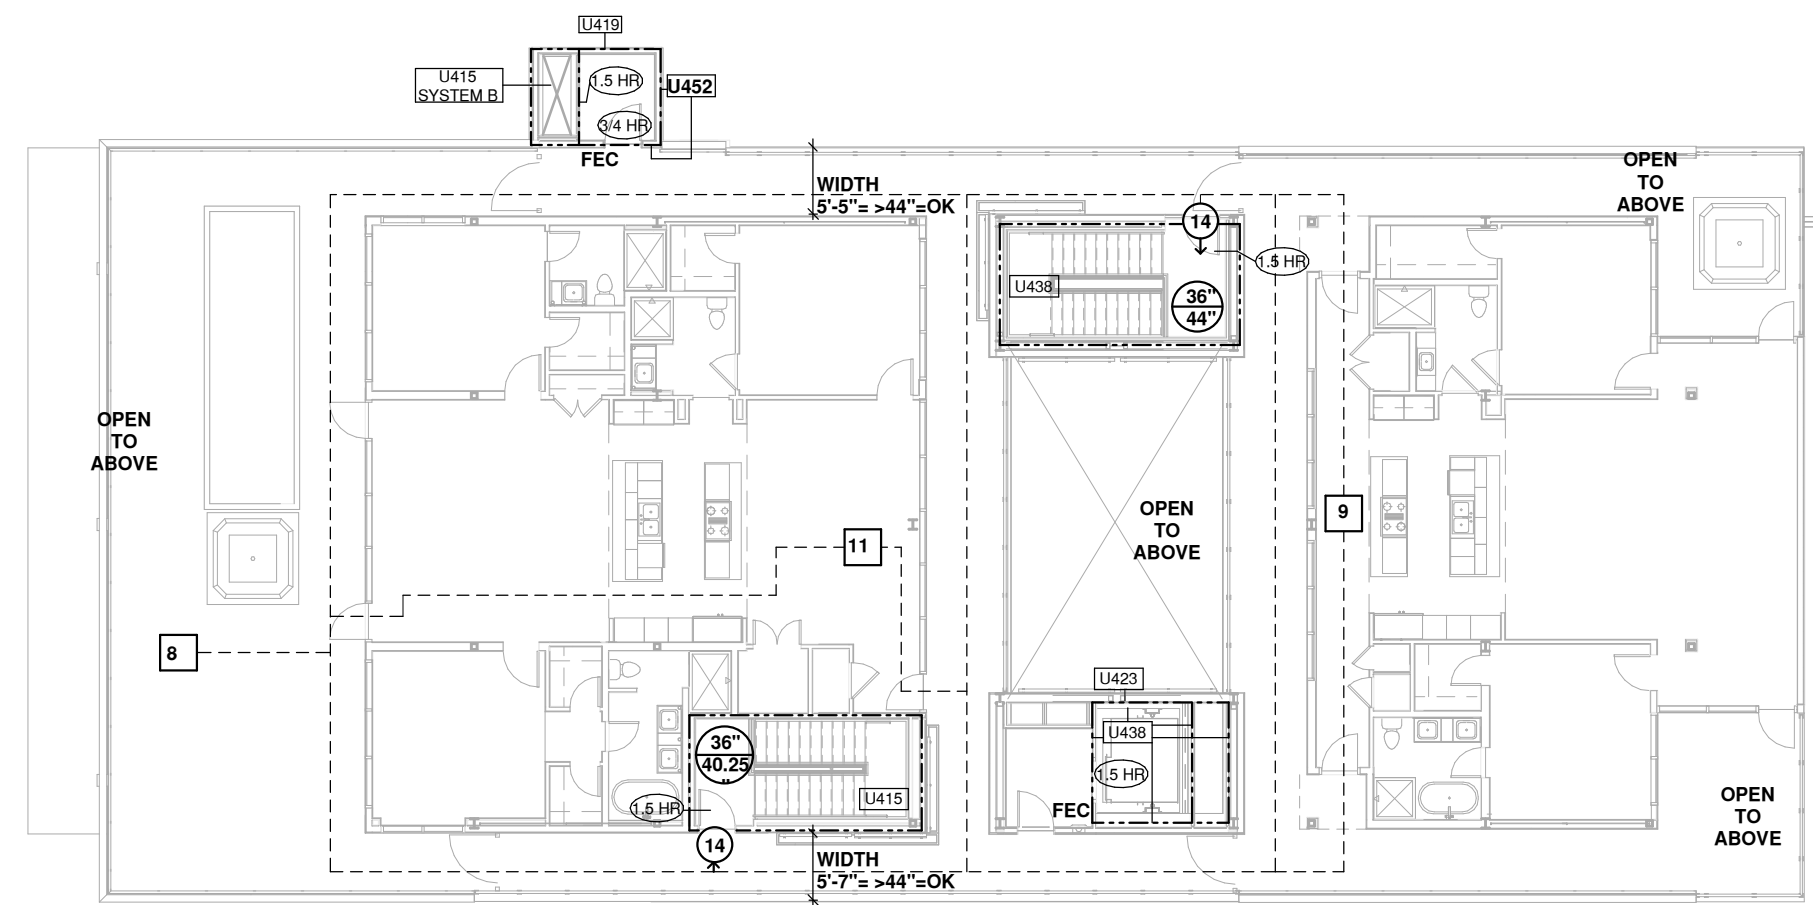 U419
U415
SYSTEM B
1.5 HR
U452
3/4 HR
FEC
WIDTH
5'-5"= >44"=OK
OPEN
TO
ABOVE
14
1.5 HR
U438
36"
44"
OPEN
TO
ABOVE
OPEN
TO
ABOVE
9
11
8
U423
U438
36"
40.25
"
1.5 HR
FEC
1.5 HR
U415
14
OPEN
TO
ABOVE
WIDTH
5'-7"= >44"=OK